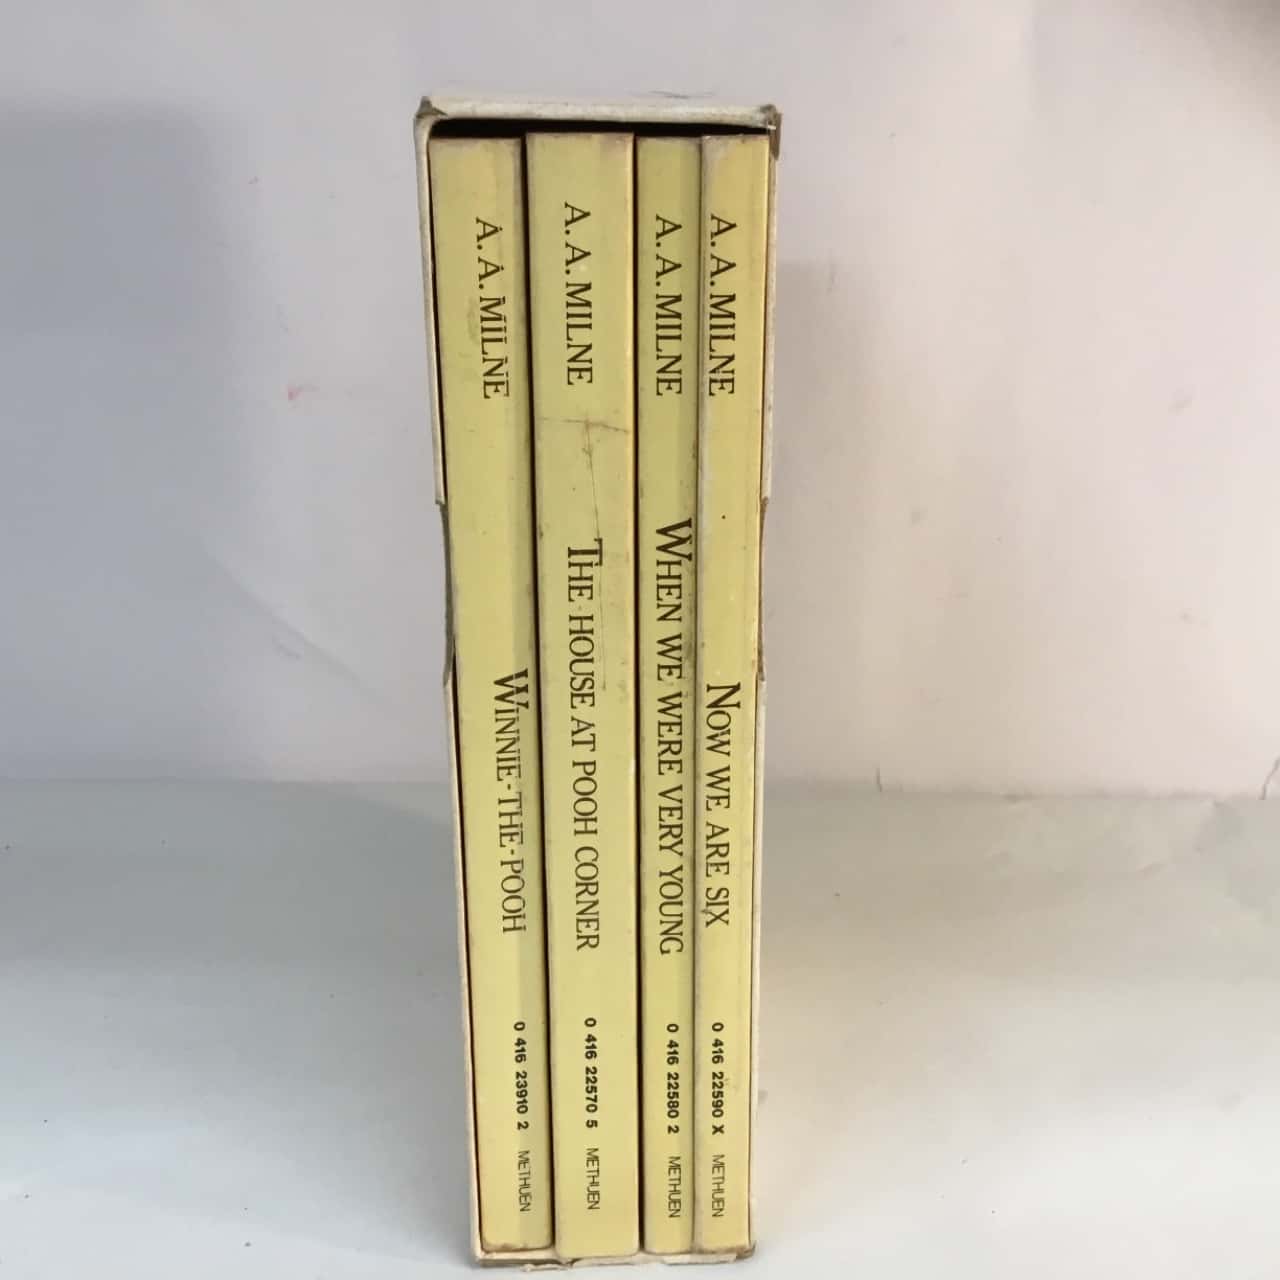 A. A. MILNE
WINNIE-THE-POOH
0 416 23910 2
METHUEN
A. A. MILNE
THE HOUSE AT POOH CORNER
0 416 22570 5
METHUEN
A. A. MILNE
WHEN WE WERE VERY YOUNG
0 416 22580 2
METHUEN
A. A. MILNE
NOW WE ARE SIX
0 416 22590 X
METHUEN